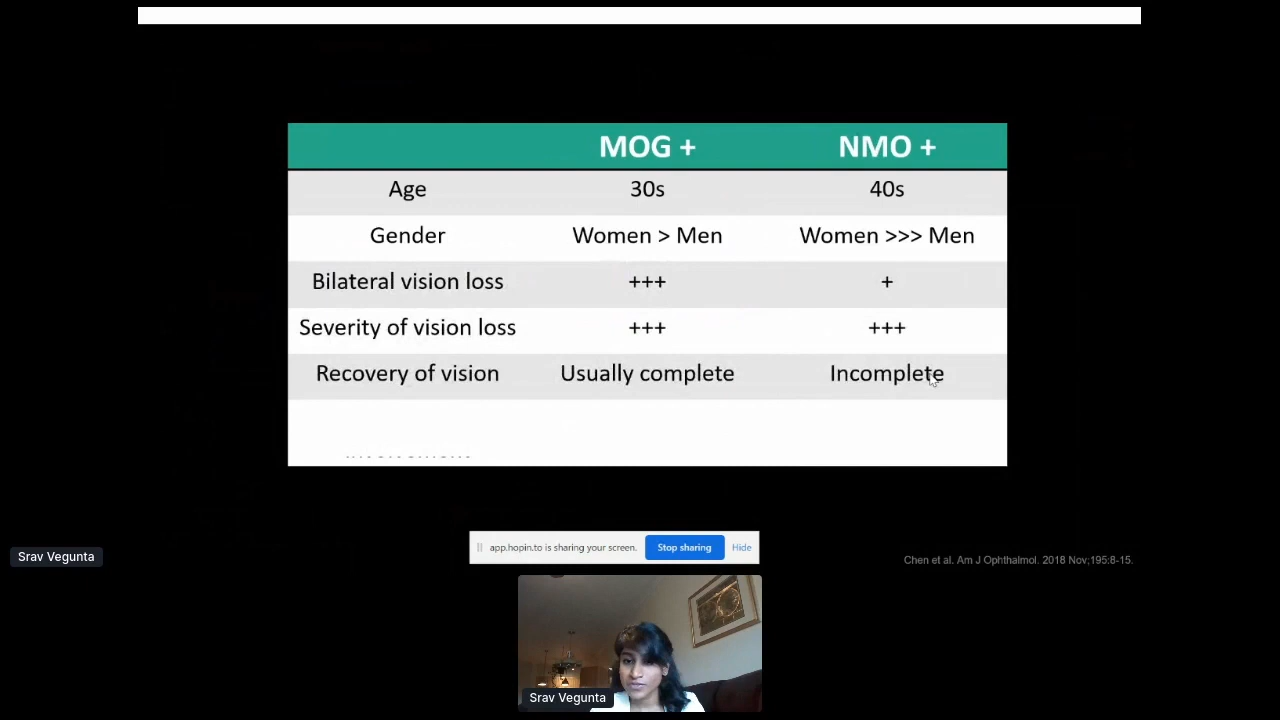 MOG + NMO +
Age 30s 40s
Gender Women > Men Women >>> Men
Bilateral vision loss +++ +
Severity of vision loss +++ +++
Recovery of vision Usually complete Incomplete
app.hopin.to is sharing your screen. Stop sharing Hide
Srav Vegunta
Chen et al. Am J Ophthalmol. 2018 Nov;195:8-15.
Srav Vegunta